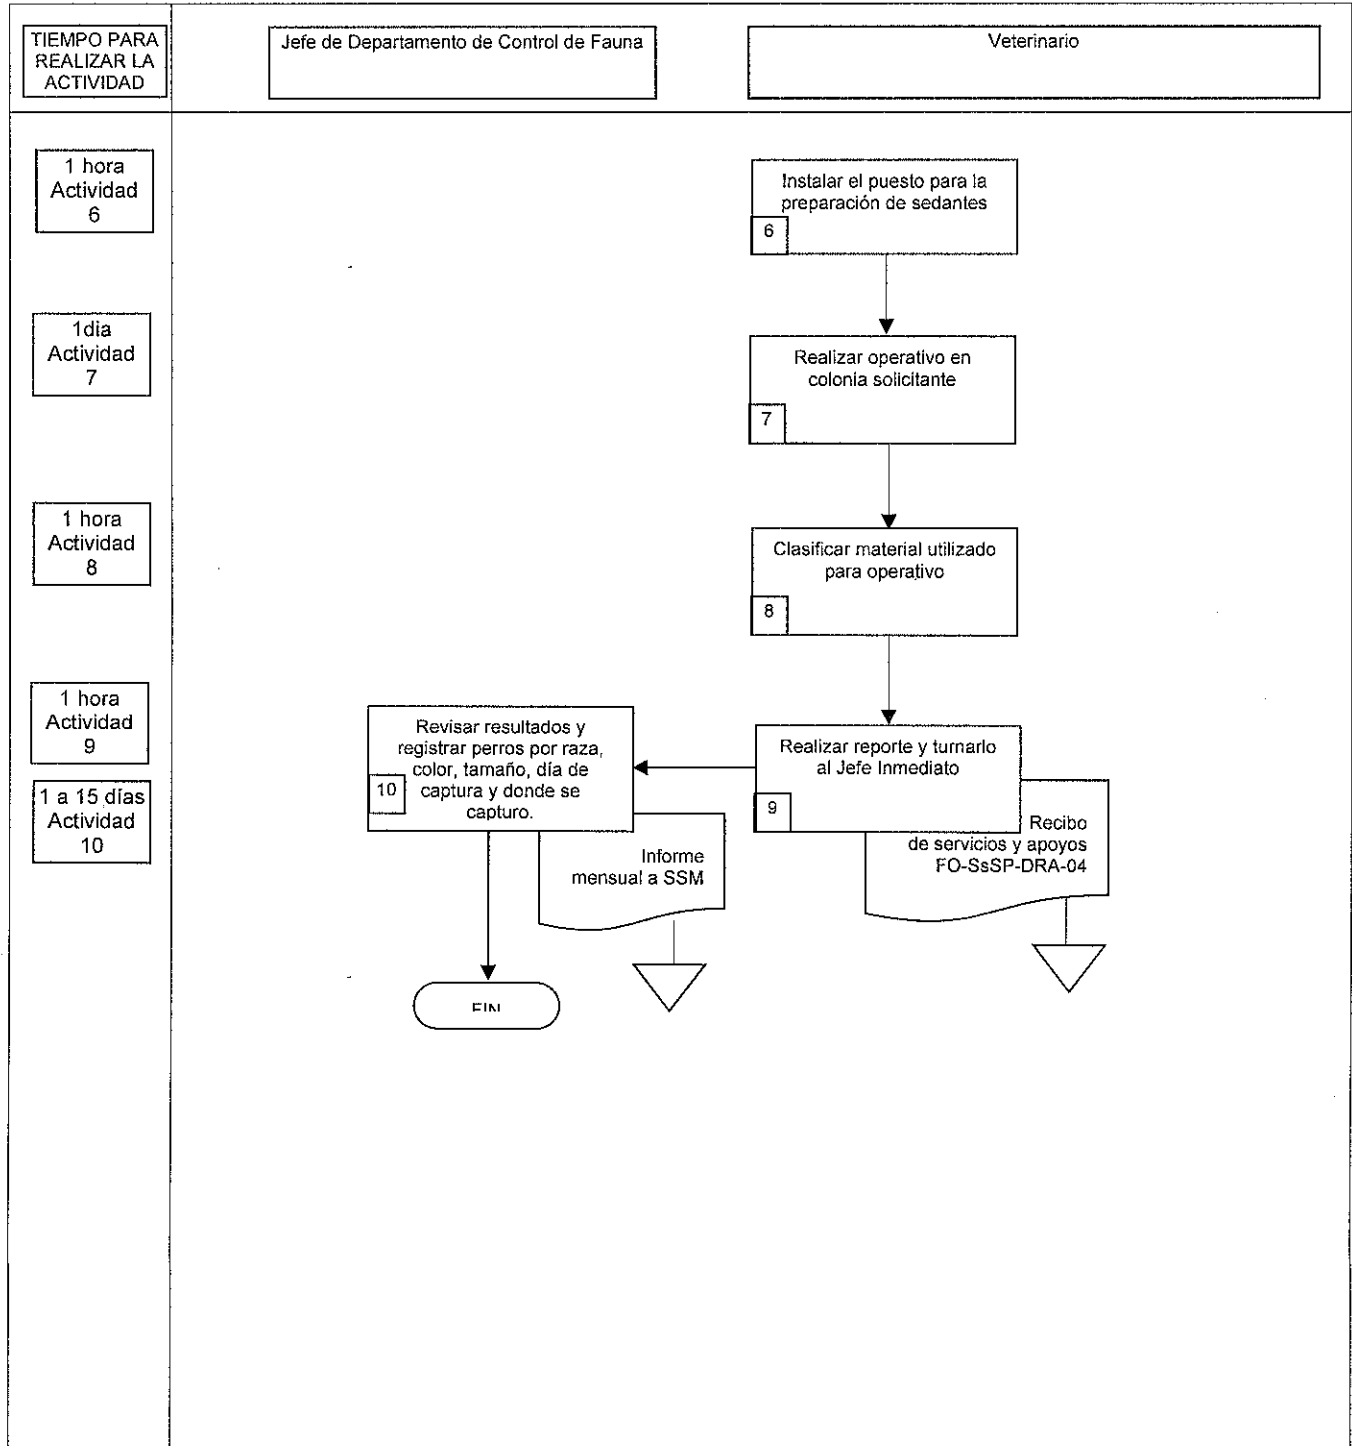 TIEMPO PARA
REALIZAR LA
ACTIVIDAD
Jefe de Departamento de Control de Fauna
Veterinario
1 hora
Actividad
6
Instalar el puesto para la
preparación de sedantes
6
1dia
Actividad
7
Realizar operativo en
colonia solicitante
7
1 hora
Actividad
8
Clasificar material utilizado
para operativo
8
1 hora
Actividad
9
Realizar reporte y turnarlo
al Jefe Inmediato
9
Recibo
de servicios y apoyos
FO-SsSP-DRA-04
1 a 15 días
Actividad
10
Revisar resultados y
registrar perros por raza,
color, tamaño, día de
captura y donde se
capturo.
10
Informe
mensual a SSM
FIN